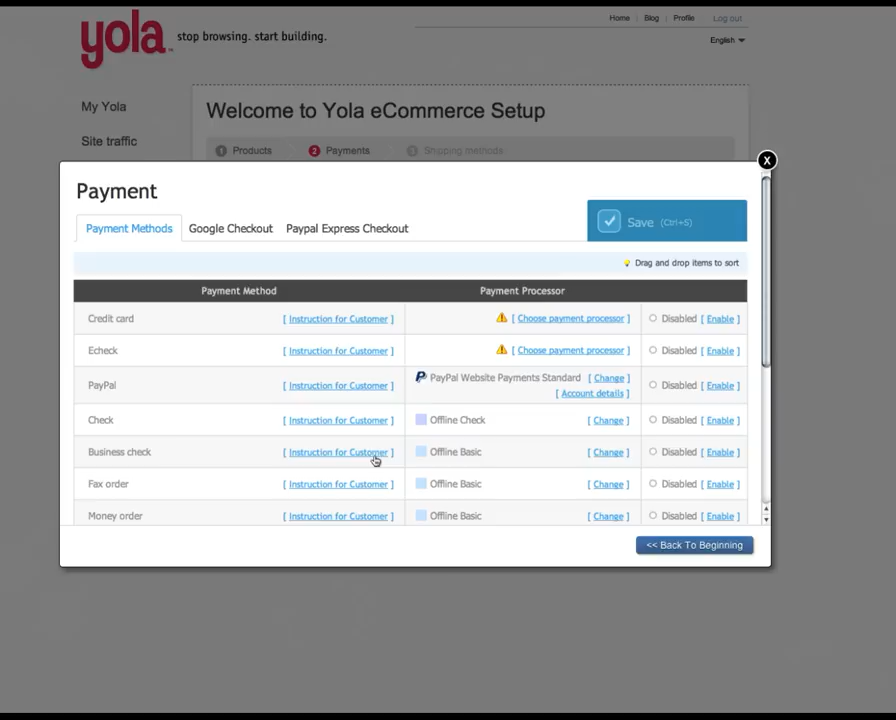 Home Blog Profile Log out
yola™ stop browsing. start building.
English
My Yola
Welcome to Yola eCommerce Setup
Site traffic
1 Products 2 Payments 3 Shipping methods
X
Payment
Payment Methods Google Checkout Paypal Express Checkout Save (Ctrl+S)
Drag and drop items to sort
Payment Method Payment Processor
Credit card [ Instruction for Customer ] [ Choose payment processor ] Disabled [ Enable ]
Echeck [ Instruction for Customer ] [ Choose payment processor ] Disabled [ Enable ]
PayPal [ Instruction for Customer ] PayPal Website Payments Standard [ Change ] Disabled [ Enable ]
[ Account details ]
Check [ Instruction for Customer ] Offline Check [ Change ] Disabled [ Enable ]
Business check [ Instruction for Customer ] Offline Basic [ Change ] Disabled [ Enable ]
Fax order [ Instruction for Customer ] Offline Basic [ Change ] Disabled [ Enable ]
Money order [ Instruction for Customer ] Offline Basic [ Change ] Disabled [ Enable ]
<< Back To Beginning